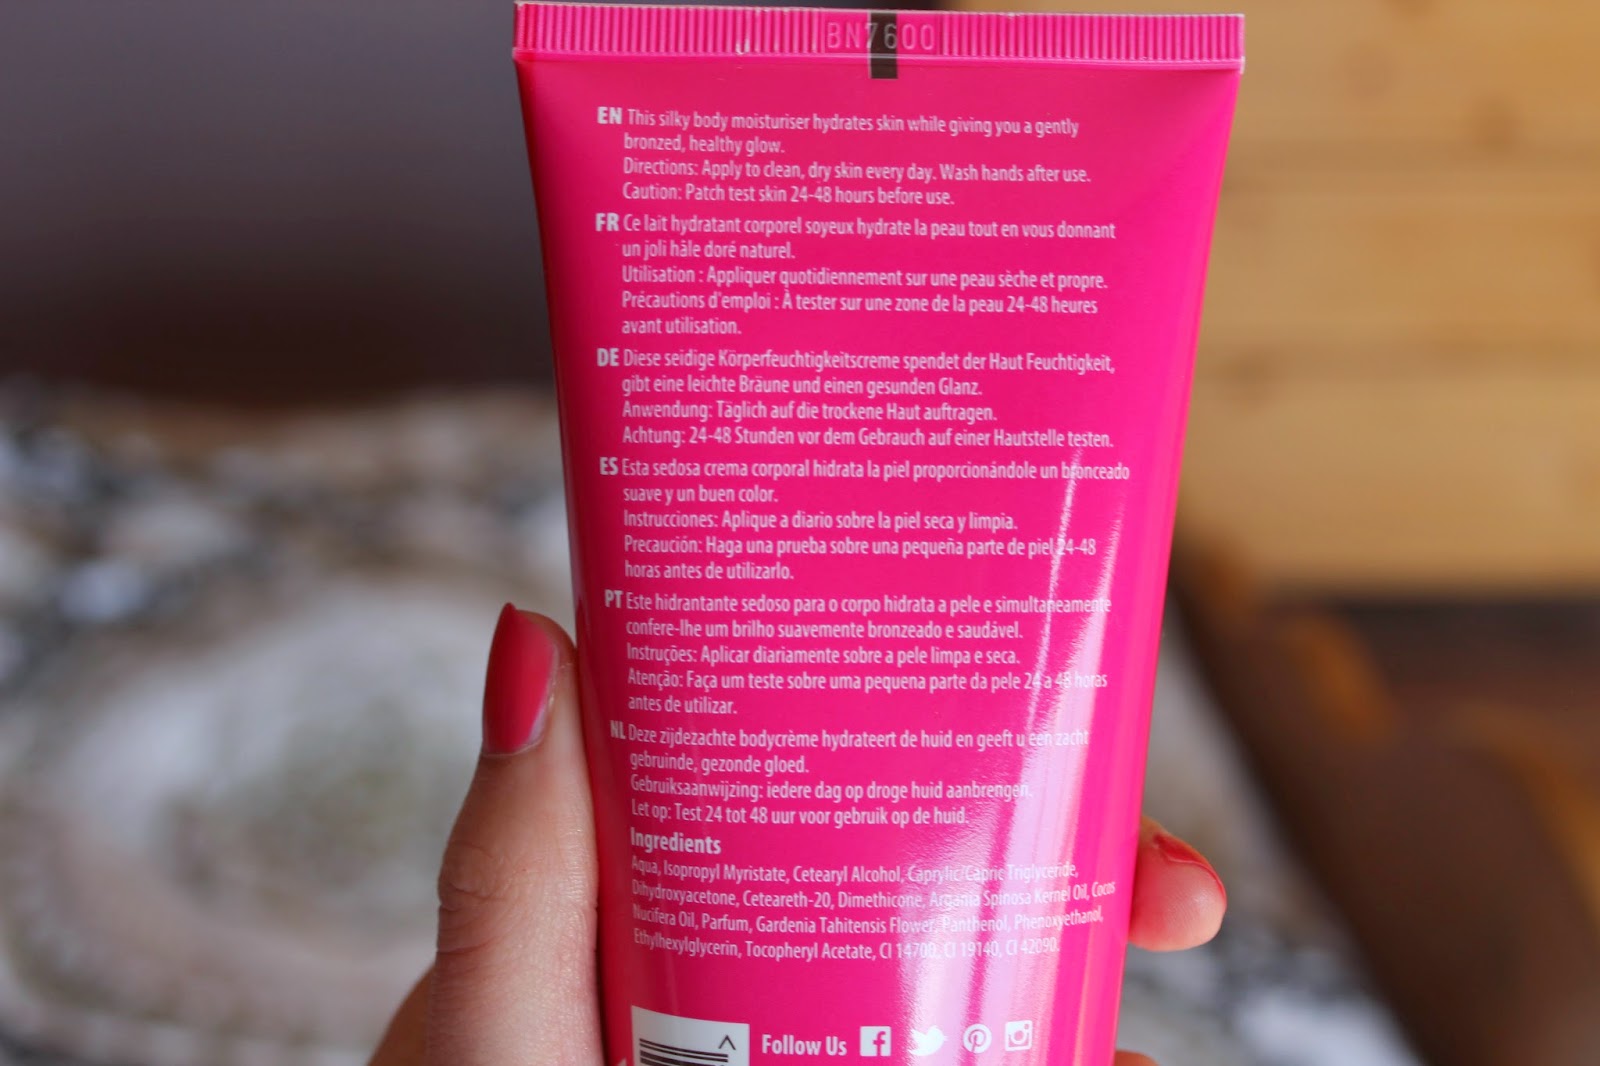 BN7600
EN This silky body moisturiser hydrates skin while giving you a gently
bronzed, healthy glow.
Directions: Apply to clean, dry skin every day. Wash hands after use.
Caution: Patch test skin 24-48 hours before use.
FR Ce lait hydratant corporel soyeux hydrate la peau tout en vous donnant
un joli hâle doré naturel.
Utilisation : Appliquer quotidiennement sur une peau sèche et propre.
Précautions d'emploi : À tester sur une zone de la peau 24-48 heures
avant utilisation.
DE Diese seidige Körperfeuchtigkeitscreme spendet der Haut Feuchtigkeit,
gibt eine leichte Bräune und einen gesunden Glanz.
Anwendung: Täglich auf die trockene Haut auftragen.
Achtung: 24-48 Stunden vor dem Gebrauch auf einer Hautstelle testen.
ES Esta sedosa crema corporal hidrata la piel proporcionándole un bronceado
suave y un buen color.
Instrucciones: Aplique a diario sobre la piel seca y limpia.
Precaución: Haga una prueba sobre una pequeña parte de piel 24-48
horas antes de utilizarlo.
PT Este hidrantante sedoso para o corpo hidrata a pele e simultaneamente
confere-lhe um brilho suavemente bronzeado e saudável.
Instruções: Aplicar diariamente sobre a pele limpa e seca.
Atenção: Faça um teste sobre uma pequena parte da pele 24 a 48 horas
antes de utilizar.
NL Deze zijdezachte bodycrème hydrateert de huid en geeft u een zacht
gebruinde, gezonde gloed.
Gebruiksaanwijzing: iedere dag op droge huid aanbrengen.
Let op: Test 24 tot 48 uur voor gebruik op de huid.
Ingredients
Aqua, Isopropyl Myristate, Cetearyl Alcohol, Caprylic/Capric Triglyceride,
Dihydroxyacetone, Ceteareth-20, Dimethicone, Argania Spinosa Kernel Oil, Cocos
Nucifera Oil, Parfum, Gardenia Tahitensis Flower, Panthenol, Phenoxyethanol,
Ethylhexylglycerin, Tocopheryl Acetate, CI 14700, CI 19140, CI 42090.
Follow Us